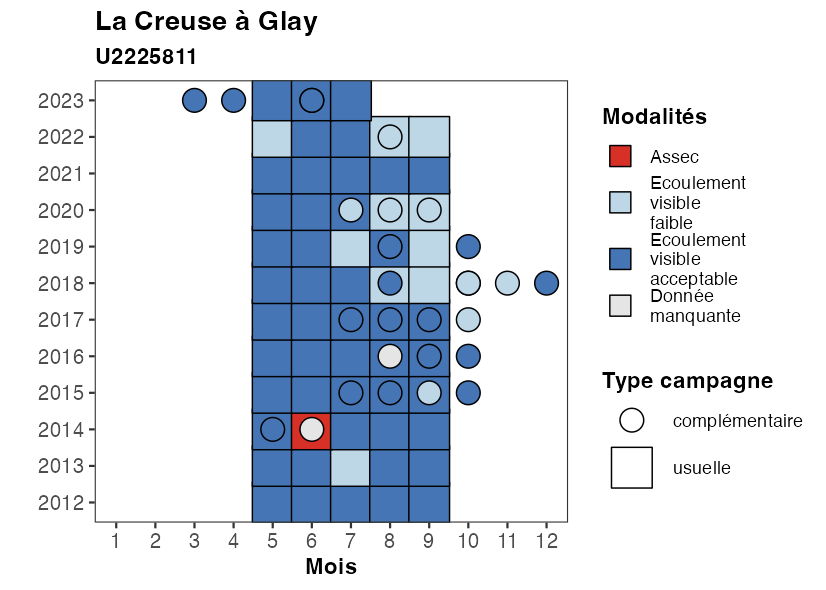 La Creuse à Glay
U2225811
2023
2022
2021
2020
2019
2018
2017
2016
2015
2014
2013
2012
1 2 3 4 5 6 7 8 9 10 11 12
Mois
Modalités
Assec
Ecoulement
visible
faible
Ecoulement
visible
acceptable
Donnée
manquante
Type campagne
complémentaire
usuelle